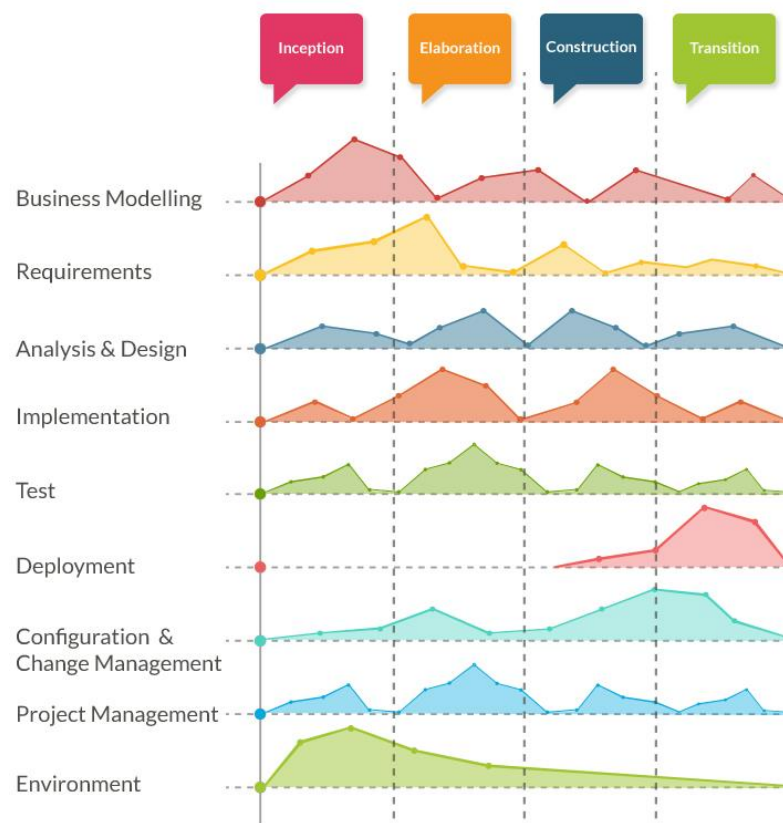 Inception
Elaboration
Construction
Transition
Business Modelling
Requirements
Analysis & Design
Implementation
Test
Deployment
Configuration &
Change Management
Project Management
Environment